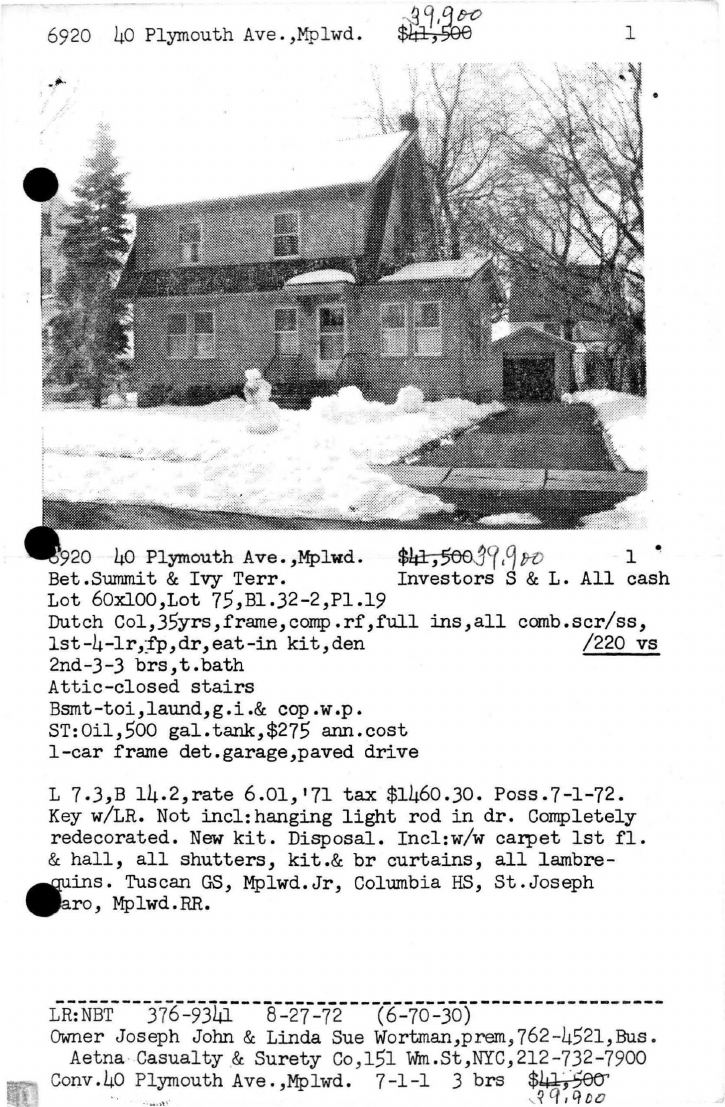 39,900
6920 40 Plymouth Ave.,Mplwd. $41,500 1
6920 40 Plymouth Ave.,Mplwd. $41,500 39,900 1
Bet.Summit & Ivy Terr. Investors S & L. All cash
Lot 60x100,Lot 75,Bl.32-2,Pl.19
Dutch Col,35yrs,frame,comp.rf,full ins,all comb.scr/ss,
1st-4-lr,fp,dr,eat-in kit,den /220 vs
2nd-3-3 brs,t.bath
Attic-closed stairs
Bsmt-toi,laund,g.i.& cop.w.p.
ST:Oil,500 gal.tank,$275 ann.cost
1-car frame det.garage,paved drive
L 7.3,B 14.2,rate 6.01,'71 tax $1460.30. Poss.7-1-72.
Key w/LR. Not incl:hanging light rod in dr. Completely
redecorated. New kit. Disposal. Incl:w/w carpet 1st fl.
& hall, all shutters, kit.& br curtains, all lambre-
quins. Tuscan GS, Mplwd.Jr, Columbia HS, St.Joseph
aro, Mplwd.RR.
LR:NBT 376-9341 8-27-72 (6-70-30)
Owner Joseph John & Linda Sue Wortman,prem,762-4521,Bus.
Aetna Casualty & Surety Co,151 Wm.St,NYC,212-732-7900
Conv.40 Plymouth Ave.,Mplwd. 7-1-1 3 brs $41,500
39,900